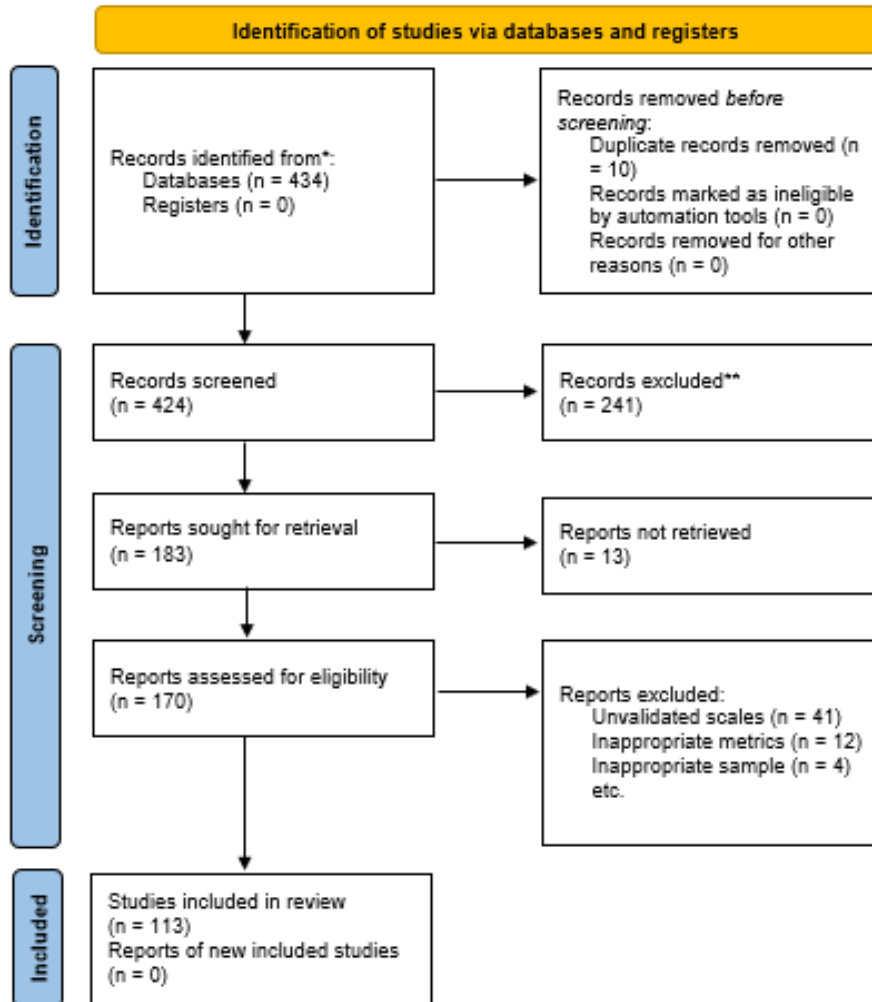 Identification of studies via databases and registers
Identification
Records identified from*:
Databases (n = 434)
Registers (n = 0)
Records removed before
screening:
Duplicate records removed (n
= 10)
Records marked as ineligible
by automation tools (n = 0)
Records removed for other
reasons (n = 0)
Screening
Records screened
(n = 424)
Records excluded**
(n = 241)
Reports sought for retrieval
(n = 183)
Reports not retrieved
(n = 13)
Reports assessed for eligibility
(n = 170)
Reports excluded:
Unvalidated scales (n = 41)
Inappropriate metrics (n = 12)
Inappropriate sample (n = 4)
etc.
Included
Studies included in review
(n = 113)
Reports of new included studies
(n = 0)